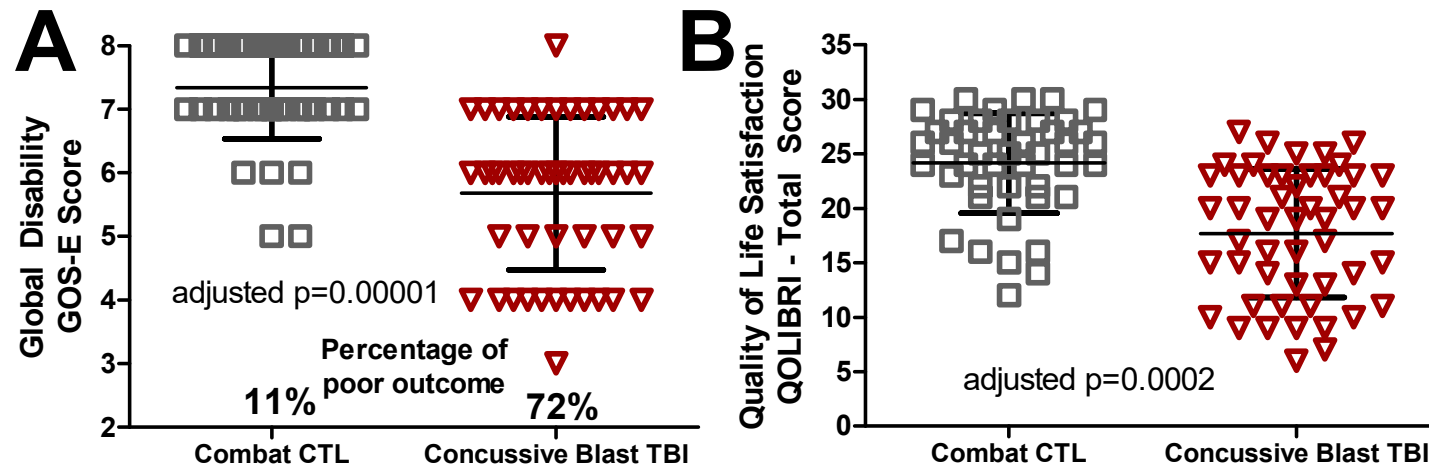 A
Global Disability
GOS-E Score
8
7
6
5
4
3
2
adjusted p=0.00001
Percentage of
poor outcome
11%
72%
Combat CTL
Concussive Blast TBI
B
Quality of Life Satisfaction
QOLIBRI - Total Score
35
30
25
20
15
10
5
0
adjusted p=0.0002
Combat CTL
Concussive Blast TBI